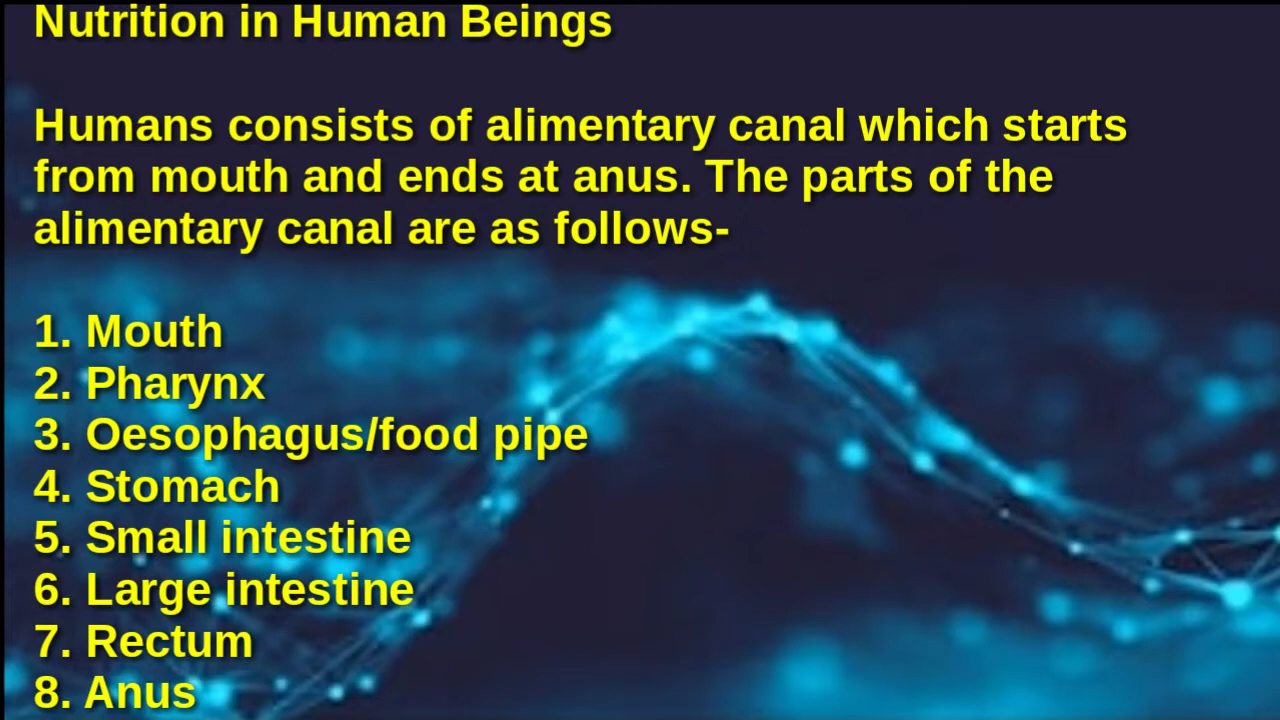 Nutrition in Human Beings
Humans consists of alimentary canal which starts
from mouth and ends at anus. The parts of the
alimentary canal are as follows-
1. Mouth
2. Pharynx
3. Oesophagus/food pipe
4. Stomach
5. Small intestine
6. Large intestine
7. Rectum
8. Anus